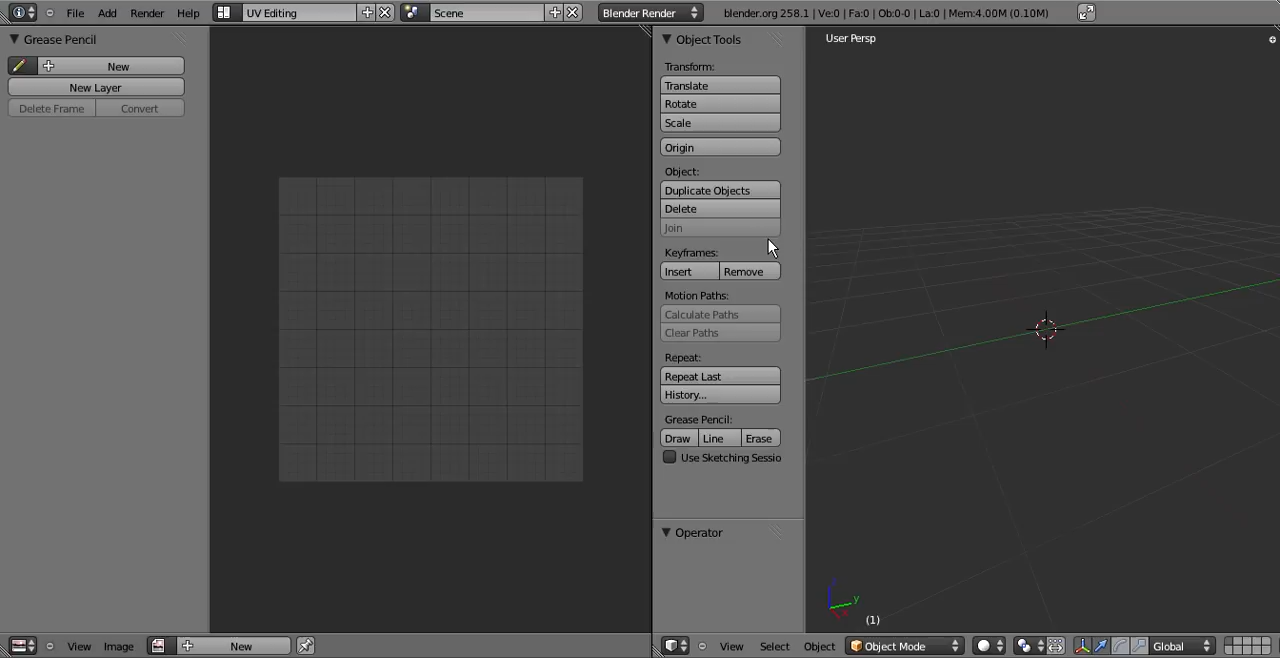 File Add Render Help UV Editing Scene Blender Render blender.org 258.1 | Ve:0 | Fa:0 | Ob:0-0 | La:0 | Mem:4.00M (0.10M)
Grease Pencil
New
New Layer
Delete Frame Convert
Object Tools
Transform:
Translate
Rotate
Scale
Origin
Object:
Duplicate Objects
Delete
Join
Keyframes:
Insert Remove
Motion Paths:
Calculate Paths
Clear Paths
Repeat:
Repeat Last
History...
Grease Pencil:
Draw Line Erase
Use Sketching Sessio
Operator
User Persp
y
(1)
View Image New
View Select Object Object Mode Global